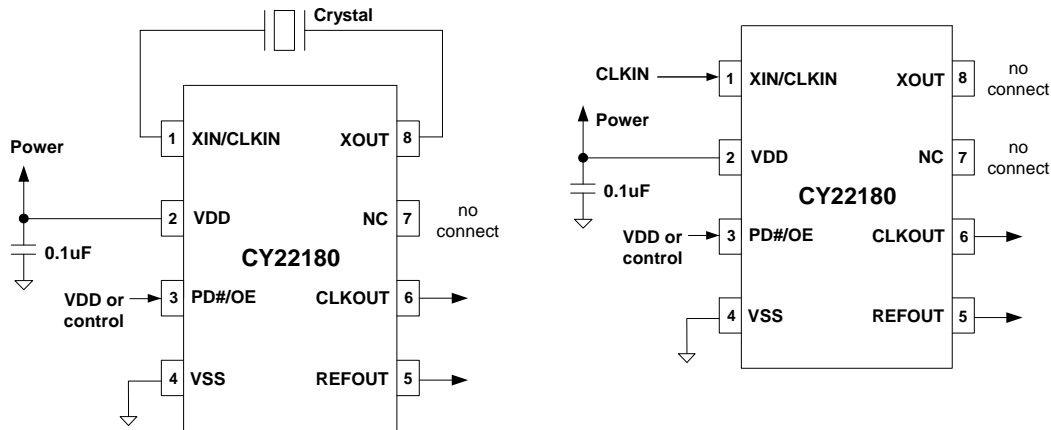 Crystal
1 XIN/CLKIN XOUT 8
Power
2 VDD NC 7
no
connect
0.1uF
CY22180
VDD or
control
3 PD#/OE CLKOUT 6
4 VSS REFOUT 5
CLKIN
1 XIN/CLKIN XOUT 8
no
connect
Power
2 VDD NC 7
no
connect
0.1uF
CY22180
VDD or
control
3 PD#/OE CLKOUT 6
4 VSS REFOUT 5